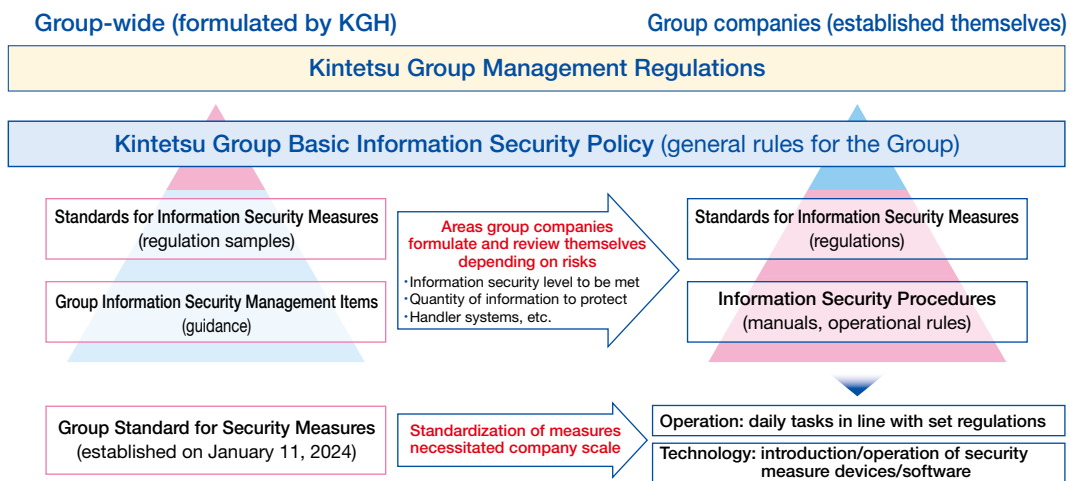 Group-wide (formulated by KGH)
Group companies (established themselves)
Kintetsu Group Management Regulations
Kintetsu Group Basic Information Security Policy (general rules for the Group)
Standards for Information Security Measures
(regulation samples)
Group Information Security Management Items
(guidance)
Areas group companies
formulate and review themselves
depending on risks
・Information security level to be met
・Quantity of information to protect
・Handler systems, etc.
Standards for Information Security Measures
(regulations)
Information Security Procedures
(manuals, operational rules)
Group Standard for Security Measures
(established on January 11, 2024)
Standardization of measures
necessitated company scale
Operation: daily tasks in line with set regulations
Technology: introduction/operation of security
measure devices/software